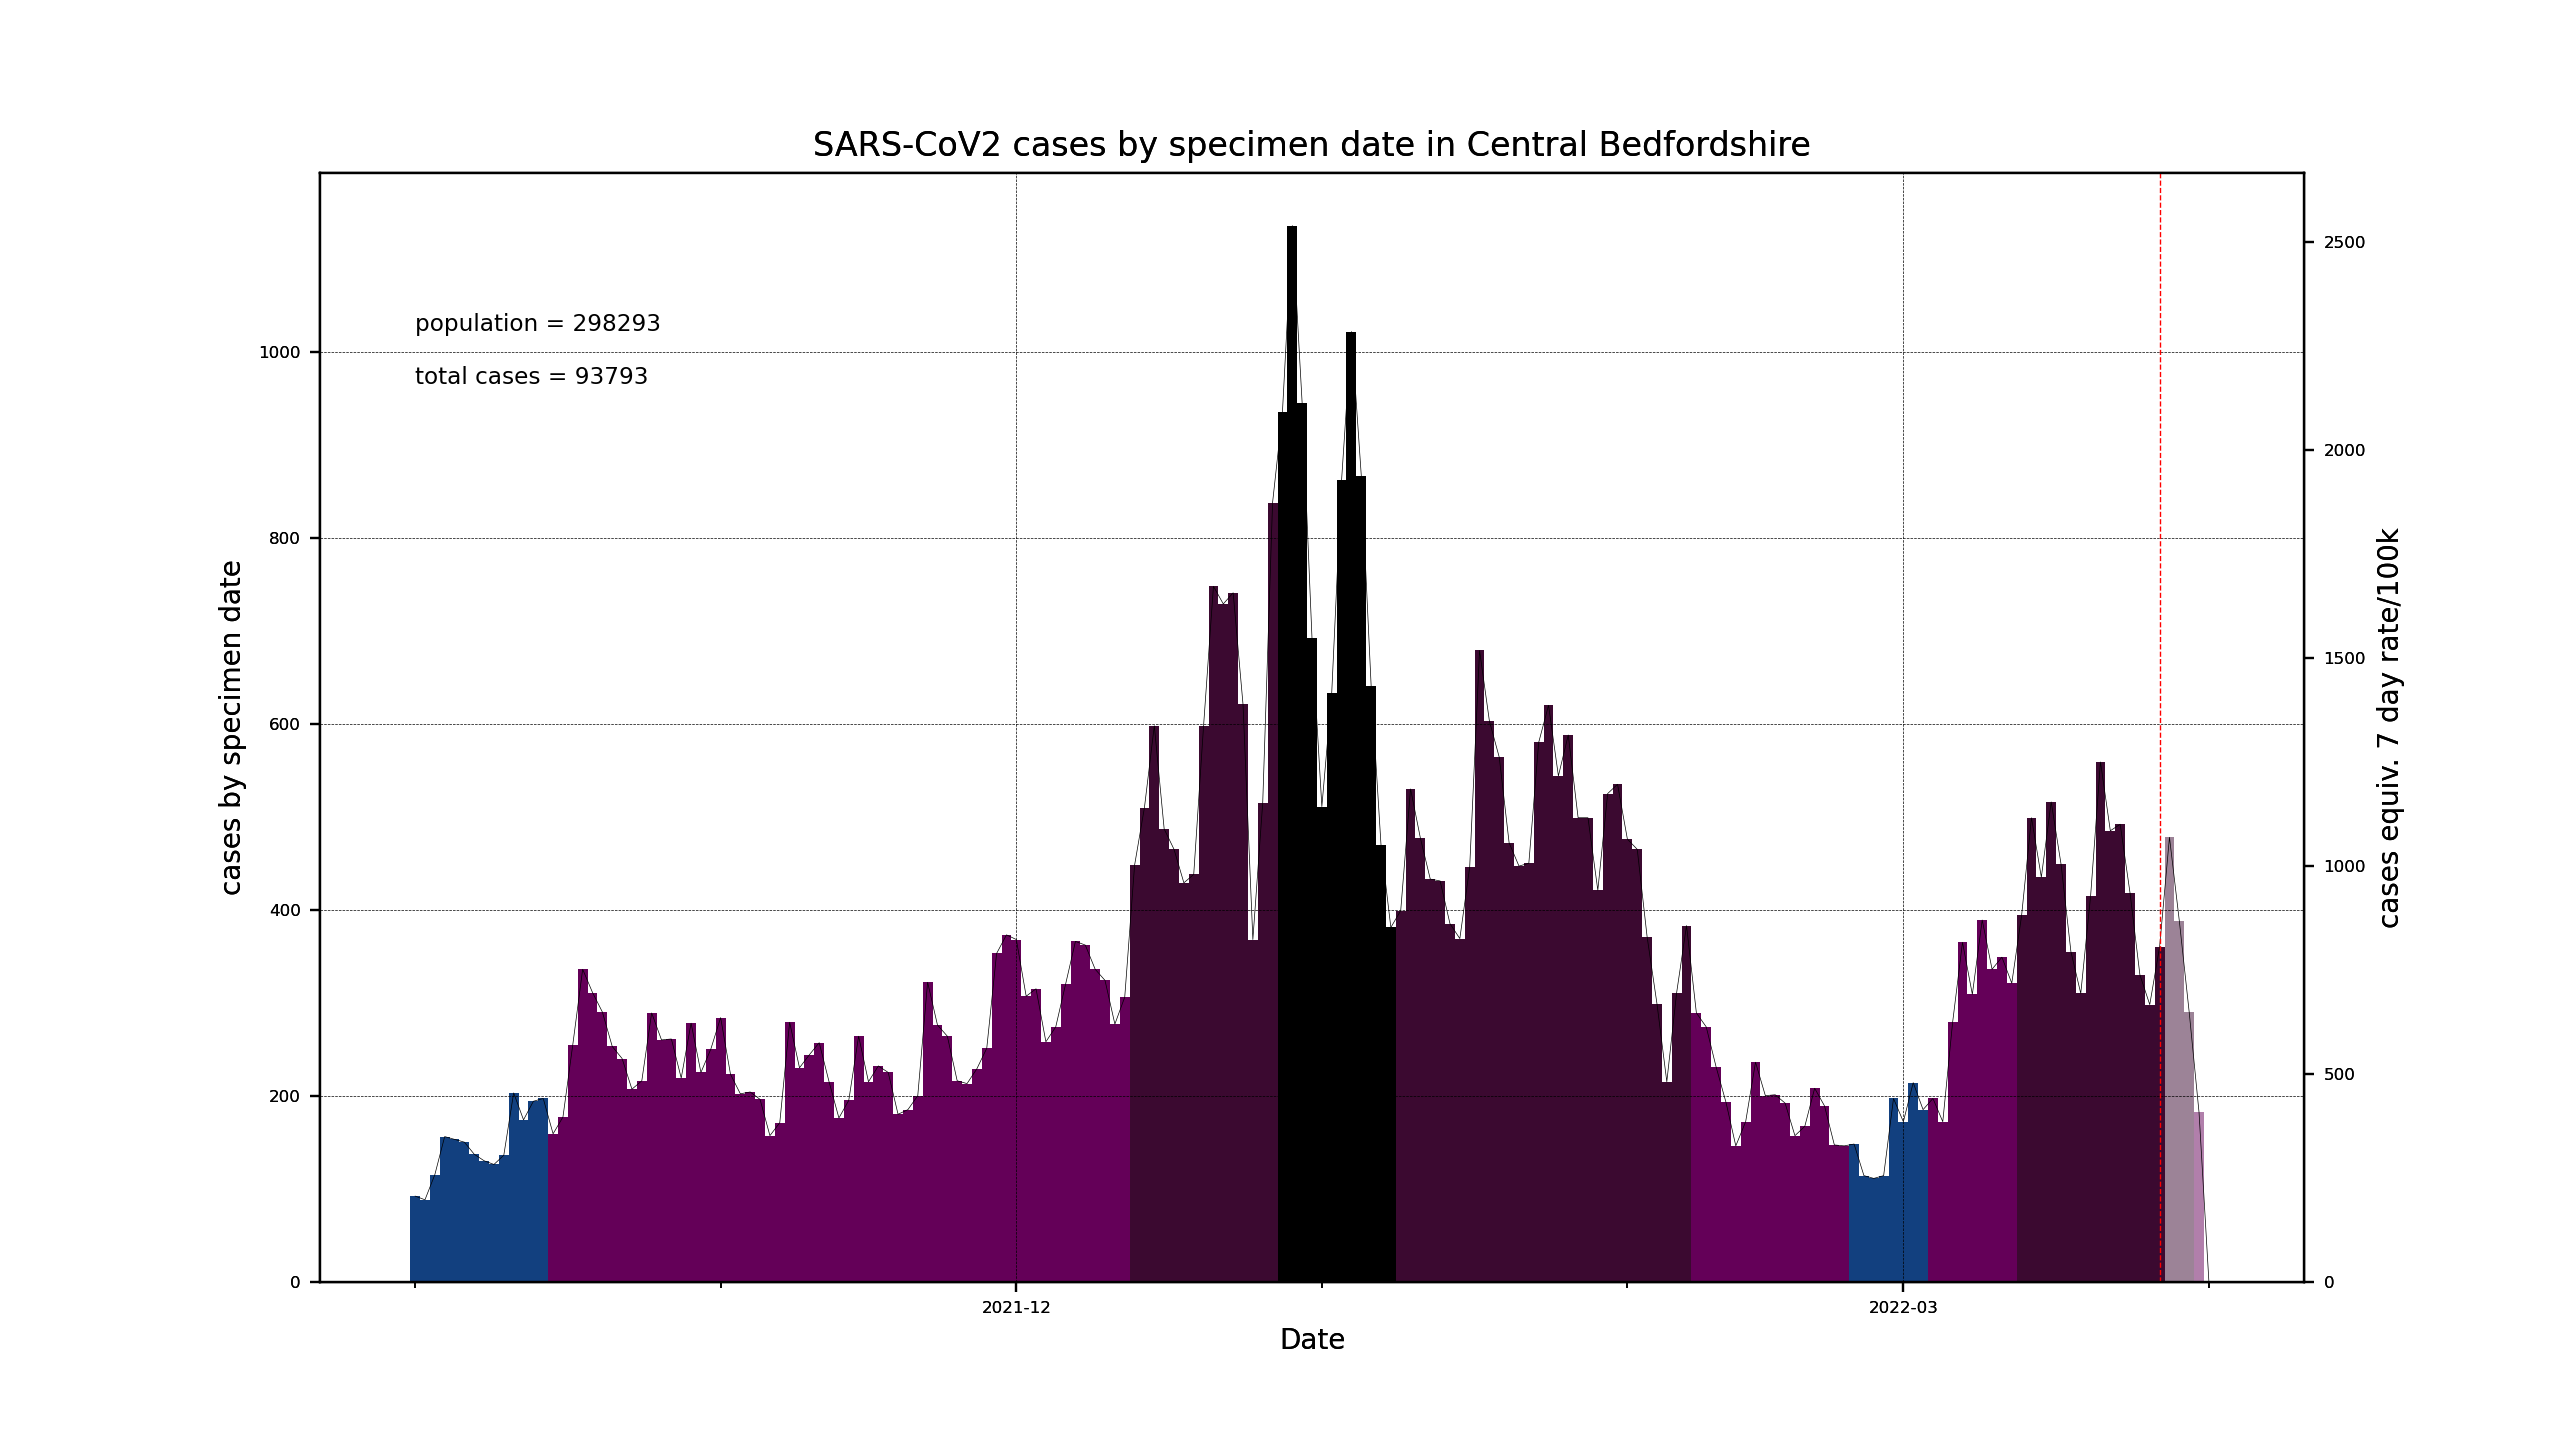 SARS-CoV2 cases by specimen date in Central Bedfordshire
population = 298293
total cases = 93793
cases by specimen date
1000
800
600
400
200
0
2500
2000
1500
1000
500
0
cases equiv. 7 day rate/100k
2021-12
2022-03
Date